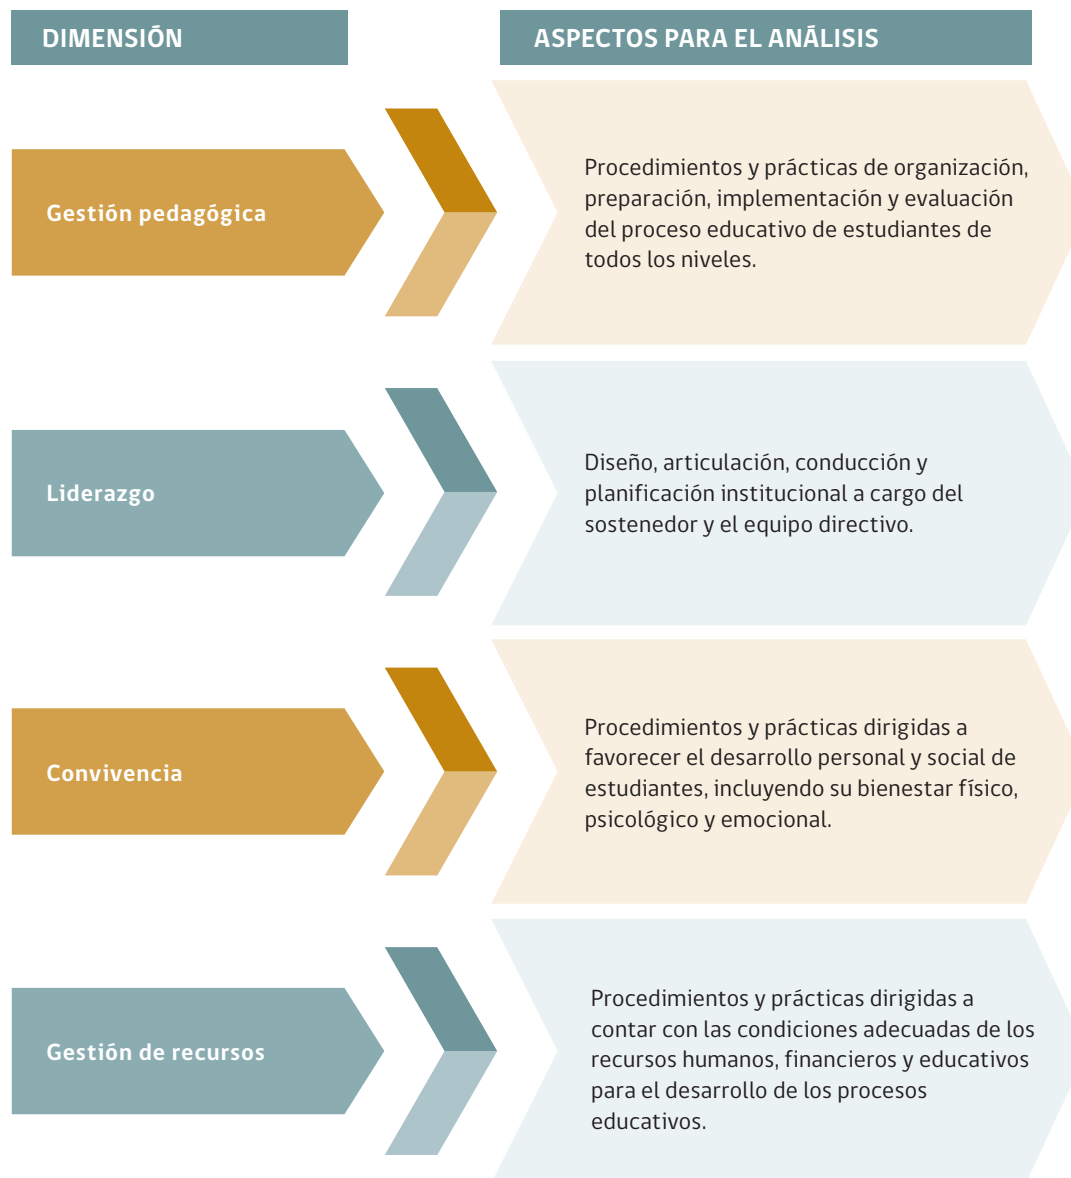 DIMENSIÓN
ASPECTOS PARA EL ANÁLISIS
Gestión pedagógica
Procedimientos y prácticas de organización,
preparación, implementación y evaluación
del proceso educativo de estudiantes de
todos los niveles.
Liderazgo
Diseño, articulación, conducción y
planificación institucional a cargo del
sostenedor y el equipo directivo.
Convivencia
Procedimientos y prácticas dirigidas a
favorecer el desarrollo personal y social de
estudiantes, incluyendo su bienestar físico,
psicológico y emocional.
Gestión de recursos
Procedimientos y prácticas dirigidas a
contar con las condiciones adecuadas de los
recursos humanos, financieros y educativos
para el desarrollo de los procesos
educativos.